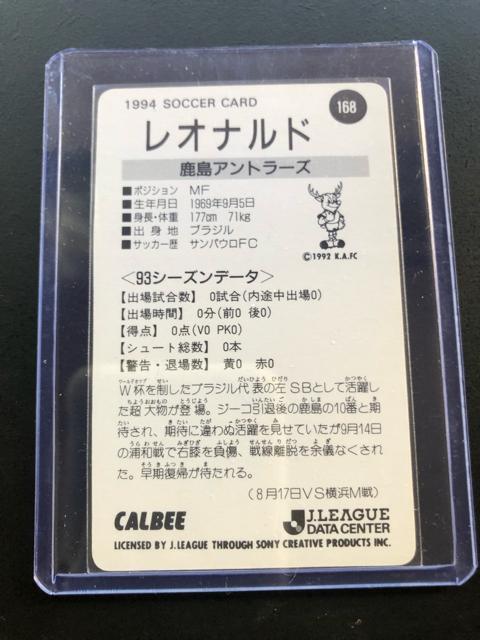 1994 SOCCER CARD
168
レオナルド
鹿島アントラーズ
■ポジション MF
■生年月日 1969年9月5日
■身長・体重 177cm 71kg
■出身地 ブラジル
■サッカー歴 サンパウロFC
©1992 K.A.FC
<93シーズンデータ>
【出場試合数】 0試合(内途中出場0)
【出場時間】 0分(前0 後0)
【得点】 0点(V0 PK0)
【シュート総数】 0本
【警告・退場数】 黄0 赤0
W杯を制したブラジル代表の左SBとして活躍し
た超大物が登場。ジーコ引退後の鹿島の10番と期
待され、期待に違わぬ活躍を見せていたが9月14日
の浦和戦で右膝を負傷、戦線離脱を余儀なくされ
た。早期復帰が待たれる。
(8月17日VS横浜M戦)
CALBEE
J.LEAGUE
DATA CENTER
LICENSED BY J.LEAGUE THROUGH SONY CREATIVE PRODUCTS INC.